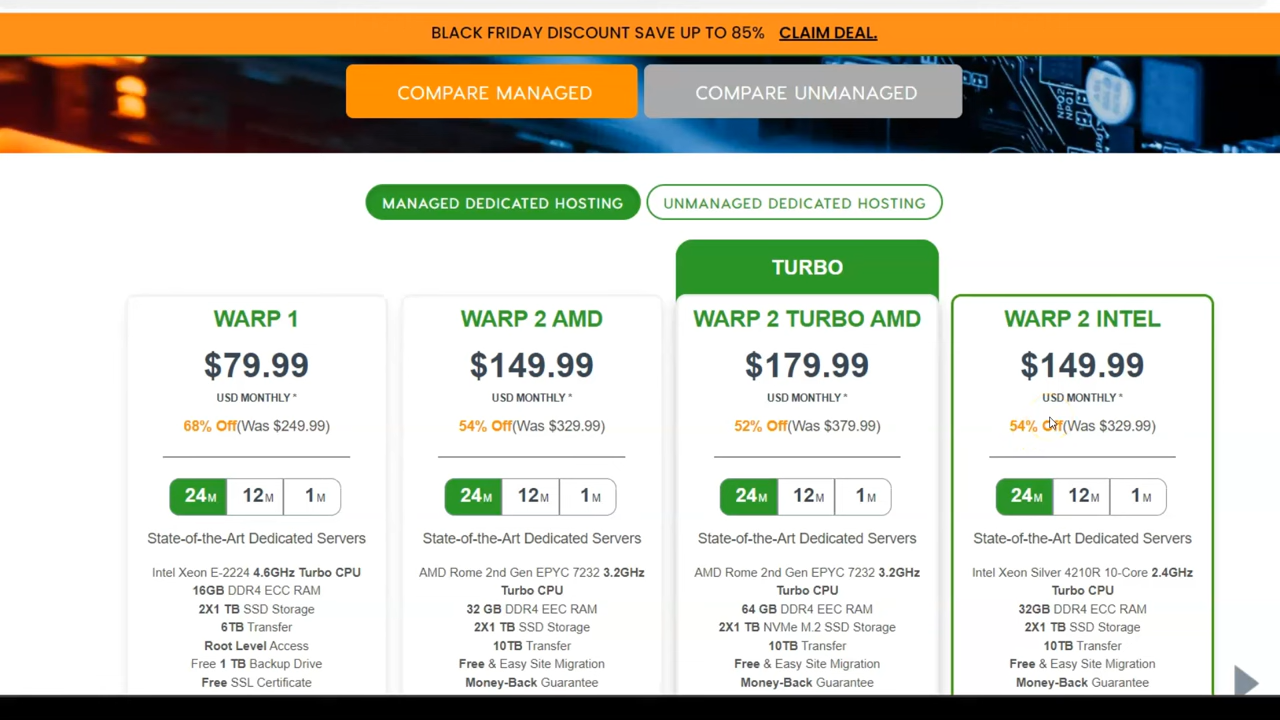 BLACK FRIDAY DISCOUNT SAVE UP TO 85% CLAIM DEAL.
COMPARE MANAGED
COMPARE UNMANAGED
NPO2
NPO1
MANAGED DEDICATED HOSTING
UNMANAGED DEDICATED HOSTING
TURBO
WARP 1
$79.99
USD MONTHLY *
68% Off(Was $249.99)
24M 12M 1M
State-of-the-Art Dedicated Servers
Intel Xeon E-2224 4.6GHz Turbo CPU
16GB DDR4 ECC RAM
2X1 TB SSD Storage
6TB Transfer
Root Level Access
Free 1 TB Backup Drive
Free SSL Certificate
WARP 2 AMD
$149.99
USD MONTHLY *
54% Off(Was $329.99)
24M 12M 1M
State-of-the-Art Dedicated Servers
AMD Rome 2nd Gen EPYC 7232 3.2GHz
Turbo CPU
32 GB DDR4 EEC RAM
2X1 TB SSD Storage
10TB Transfer
Free & Easy Site Migration
Money-Back Guarantee
WARP 2 TURBO AMD
$179.99
USD MONTHLY *
52% Off(Was $379.99)
24M 12M 1M
State-of-the-Art Dedicated Servers
AMD Rome 2nd Gen EPYC 7232 3.2GHz
Turbo CPU
64 GB DDR4 EEC RAM
2X1 TB NVMe M.2 SSD Storage
10TB Transfer
Free & Easy Site Migration
Money-Back Guarantee
WARP 2 INTEL
$149.99
USD MONTHLY *
54% Off(Was $329.99)
24M 12M 1M
State-of-the-Art Dedicated Servers
Intel Xeon Silver 4210R 10-Core 2.4GHz
Turbo CPU
32GB DDR4 ECC RAM
2X1 TB SSD Storage
10TB Transfer
Free & Easy Site Migration
Money-Back Guarantee